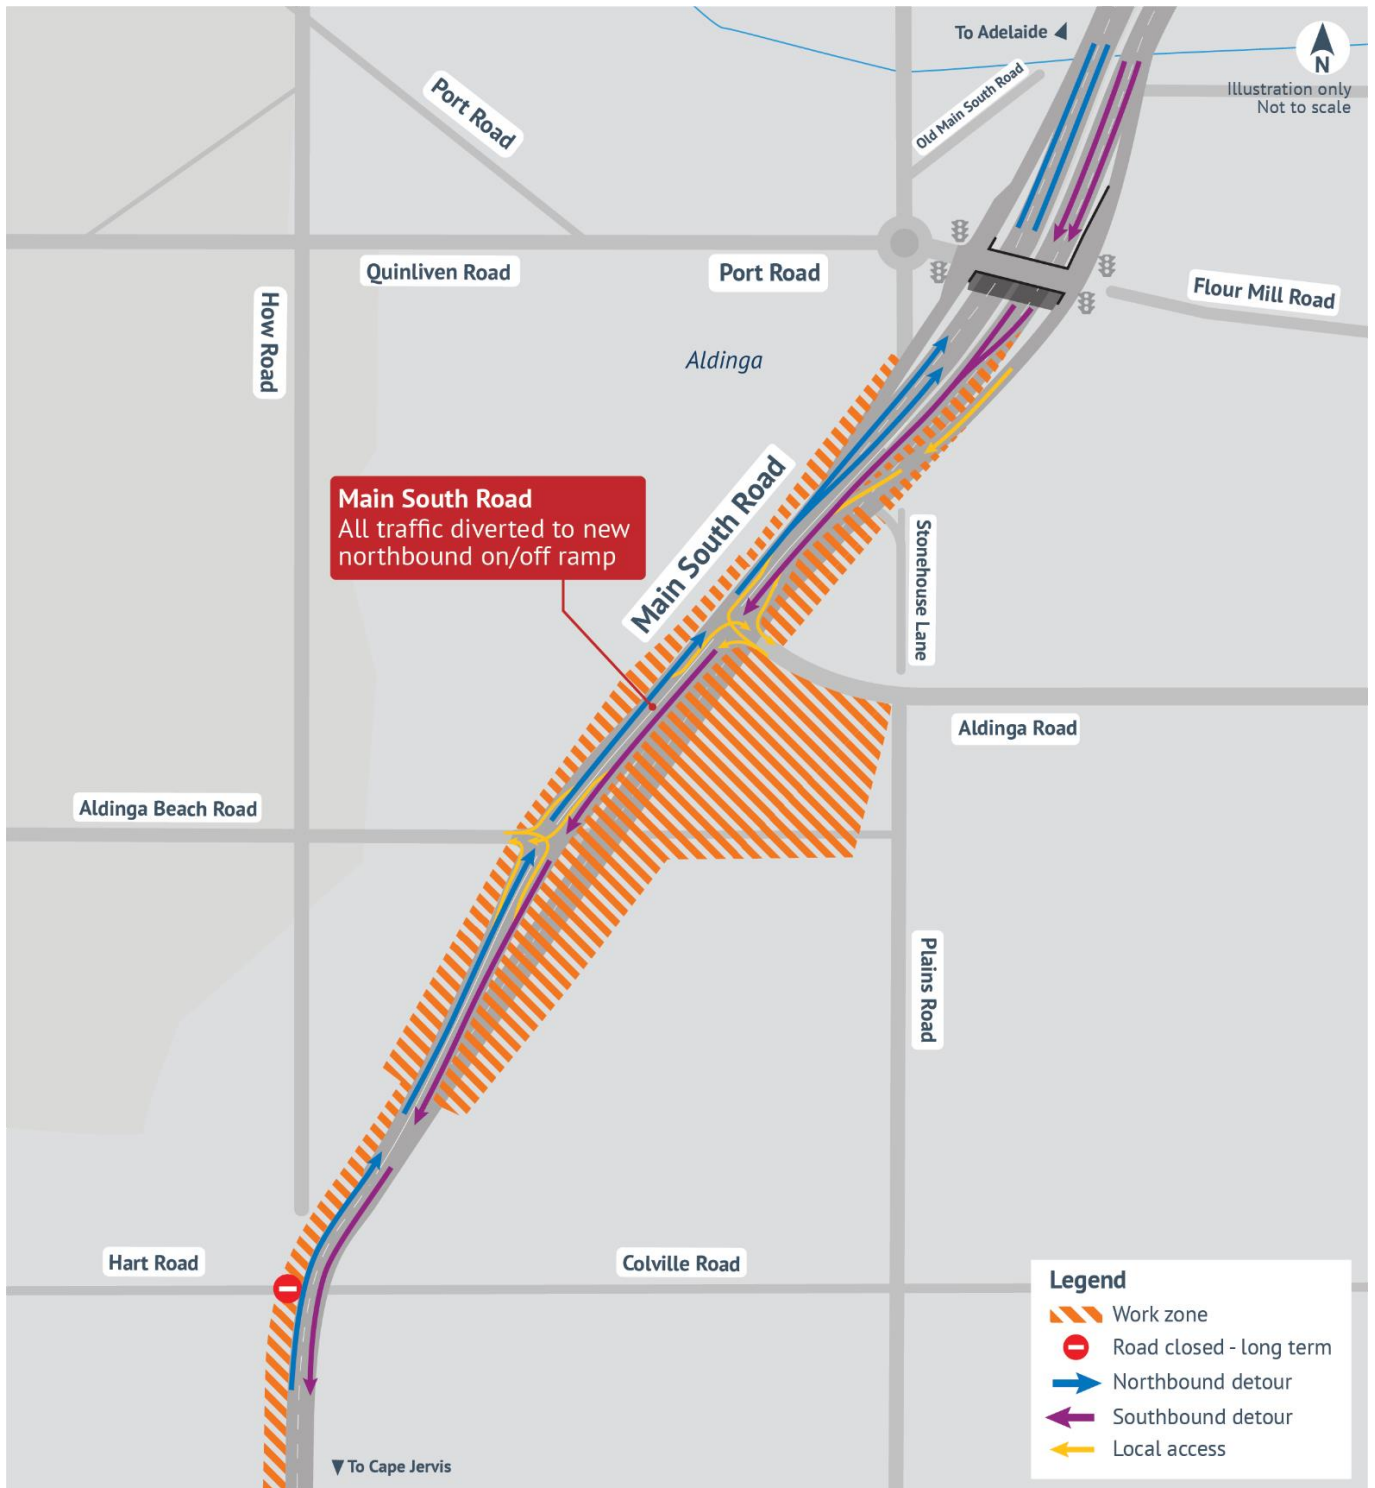 To Adelaide
N
Illustration only
Not to scale
Old Main South Road
Port Road
Quinliven Road
Port Road
Flour Mill Road
How Road
Aldinga
Main South Road
Main South Road
All traffic diverted to new
northbound on/off ramp
Stonehouse Lane
Aldinga Road
Aldinga Beach Road
Plains Road
Hart Road
Colville Road
Legend
Work zone
Road closed - long term
Northbound detour
Southbound detour
Local access
To Cape Jervis